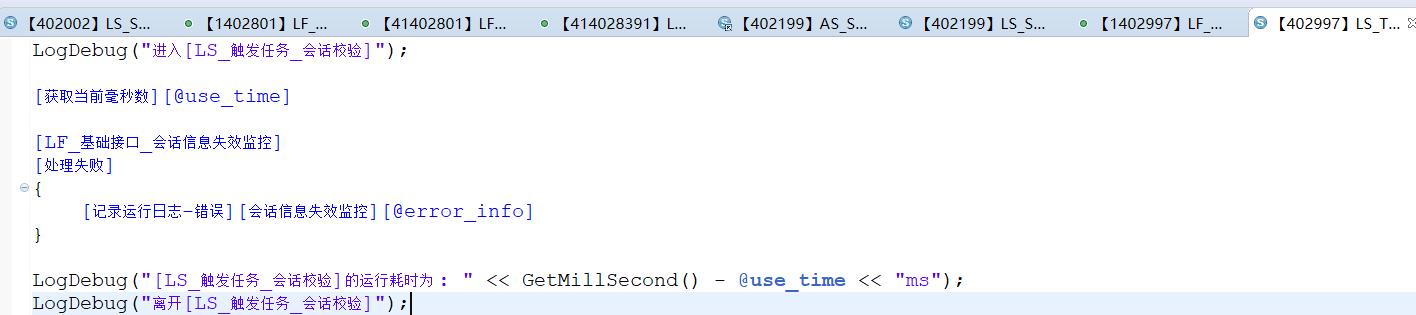 【402002】LS_S... 【1402801】LF_... 【41402801】LF... 【414028391】L... 【402199】AS_S... 【402199】LS_S... 【1402997】LF_... 【402997】LS_T...
LogDebug("进入[LS_触发任务_会话校验]");
[获取当前毫秒数][@use_time]
[LF_基础接口_会话信息失效监控]
[处理失败]
{
[记录运行日志-错误][会话信息失效监控][@error_info]
}
LogDebug("[LS_触发任务_会话校验]的运行耗时为: " << GetMillSecond() - @use_time << "ms");
LogDebug("离开[LS_触发任务_会话校验]");